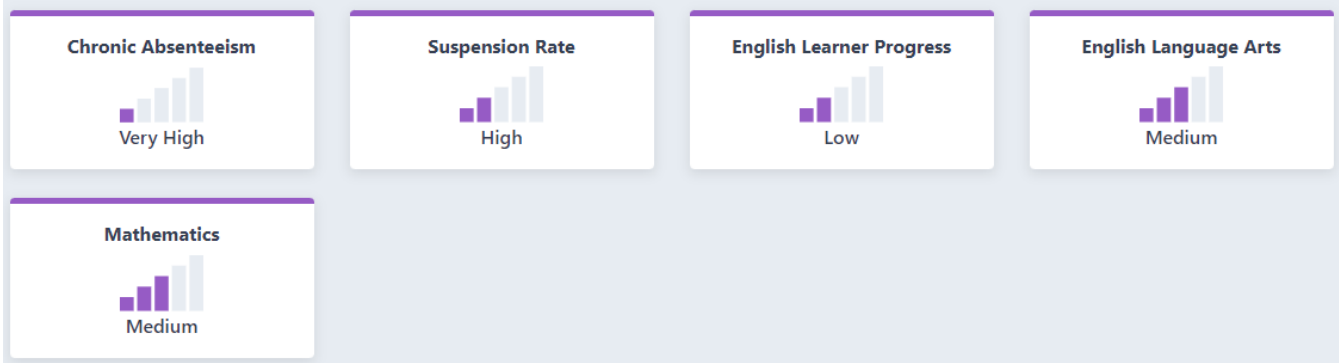 Chronic Absenteeism
Very High
Suspension Rate
High
English Learner Progress
Low
English Language Arts
Medium
Mathematics
Medium